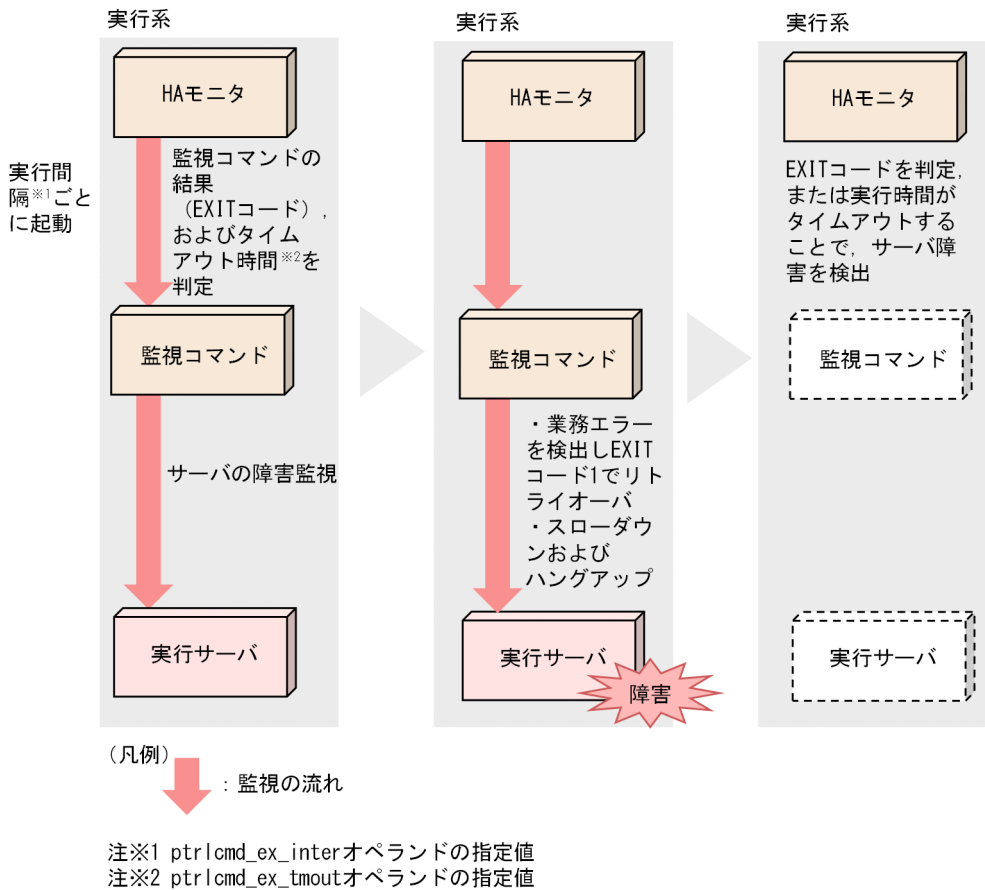 実行系
HAモニタ
実行間
隔※1ごと
に起動
監視コマンドの
結果
（EXITコード），
およびタイム
アウト時間※2を
判定
監視コマンド
サーバの障害監視
実行サーバ
実行系
HAモニタ
監視コマンド
・業務エラー
を検出しEXIT
コード1でリト
ライオーバ
・スローダウ
ンおよび
ハングアップ
実行サーバ
障害
実行系
HAモニタ
EXITコードを判定，
または実行時間が
タイムアウトする
ことで，サーバ障
害を検出
監視コマンド
実行サーバ
（凡例）
：監視の流れ
注※1 ptrlcmd_ex_interオペランドの指定値
注※2 ptrlcmd_ex_tmoutオペランドの指定値